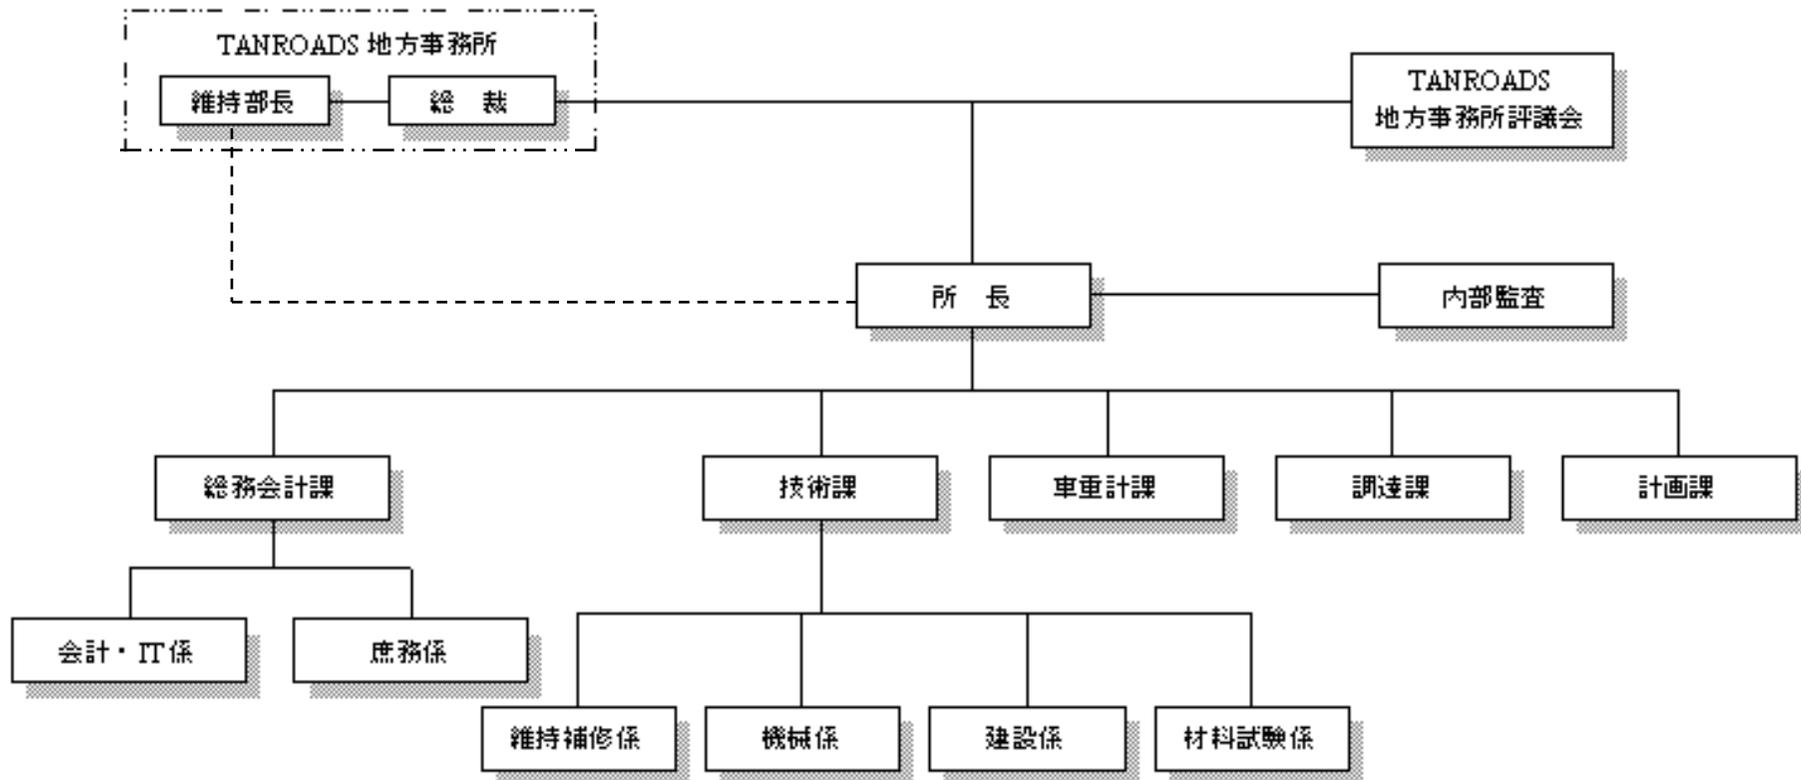 TANROADS 地方事務所
維持部長
総 裁
TANROADS
地方事務所評議会
所 長
内部監査
総務会計課
技術課
車重計課
調達課
計画課
会計・IT係
庶務係
維持補修係
機械係
建設係
材料試験係